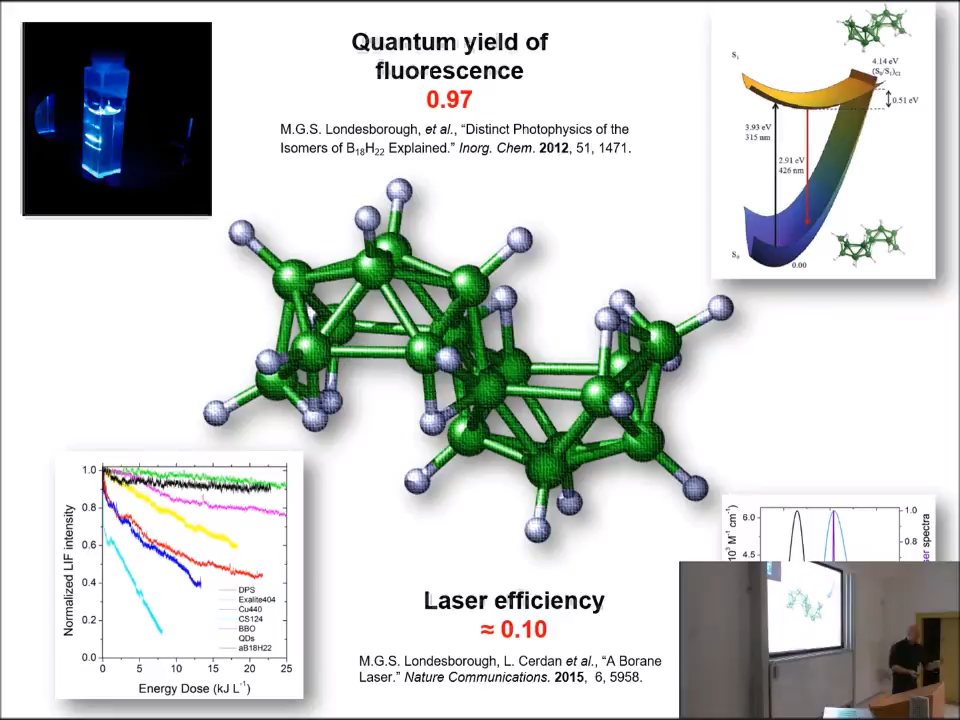 Quantum yield of
fluorescence
0.97
M.G.S. Londesborough, et al., “Distinct Photophysics of the
Isomers of B18H22 Explained.” Inorg. Chem. 2012, 51, 1471.
S1
4.14 eV
(S0/S1)CI
0.51 eV
3.93 eV
315 nm
2.91 eV
426 nm
S0
0.00
Normalized LIF intensity
1.0
0.8
0.6
0.4
0.2
0.0
DPS
Exalite404
Cu440
CS124
BBO
QDs
aB18H22
0 5 10 15 20 25
Energy Dose (kJ L-1)
Laser efficiency
≈ 0.10
M.G.S. Londesborough, L. Cerdan et al., “A Borane
Laser.” Nature Communications. 2015, 6, 5958.
6.0
4.5
10³ M-1 cm-1)
1.0
0.8
spectra